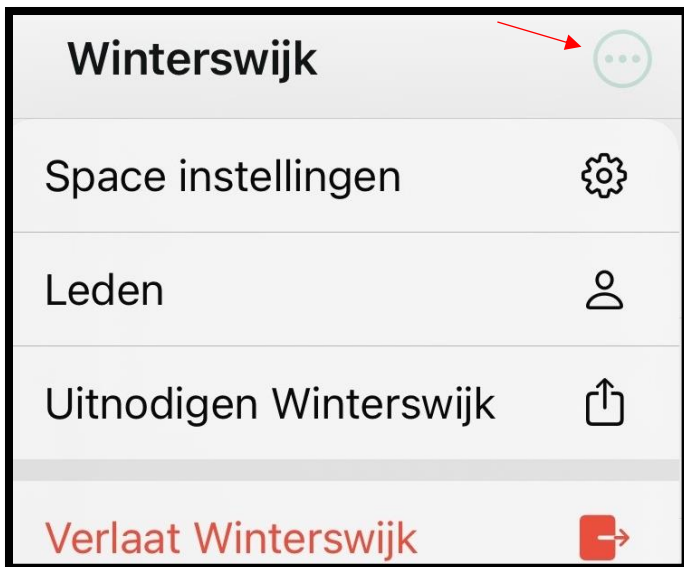 Winterswijk
Space instellingen
Leden
Uitnodigen Winterswijk
Verlaat Winterswijk